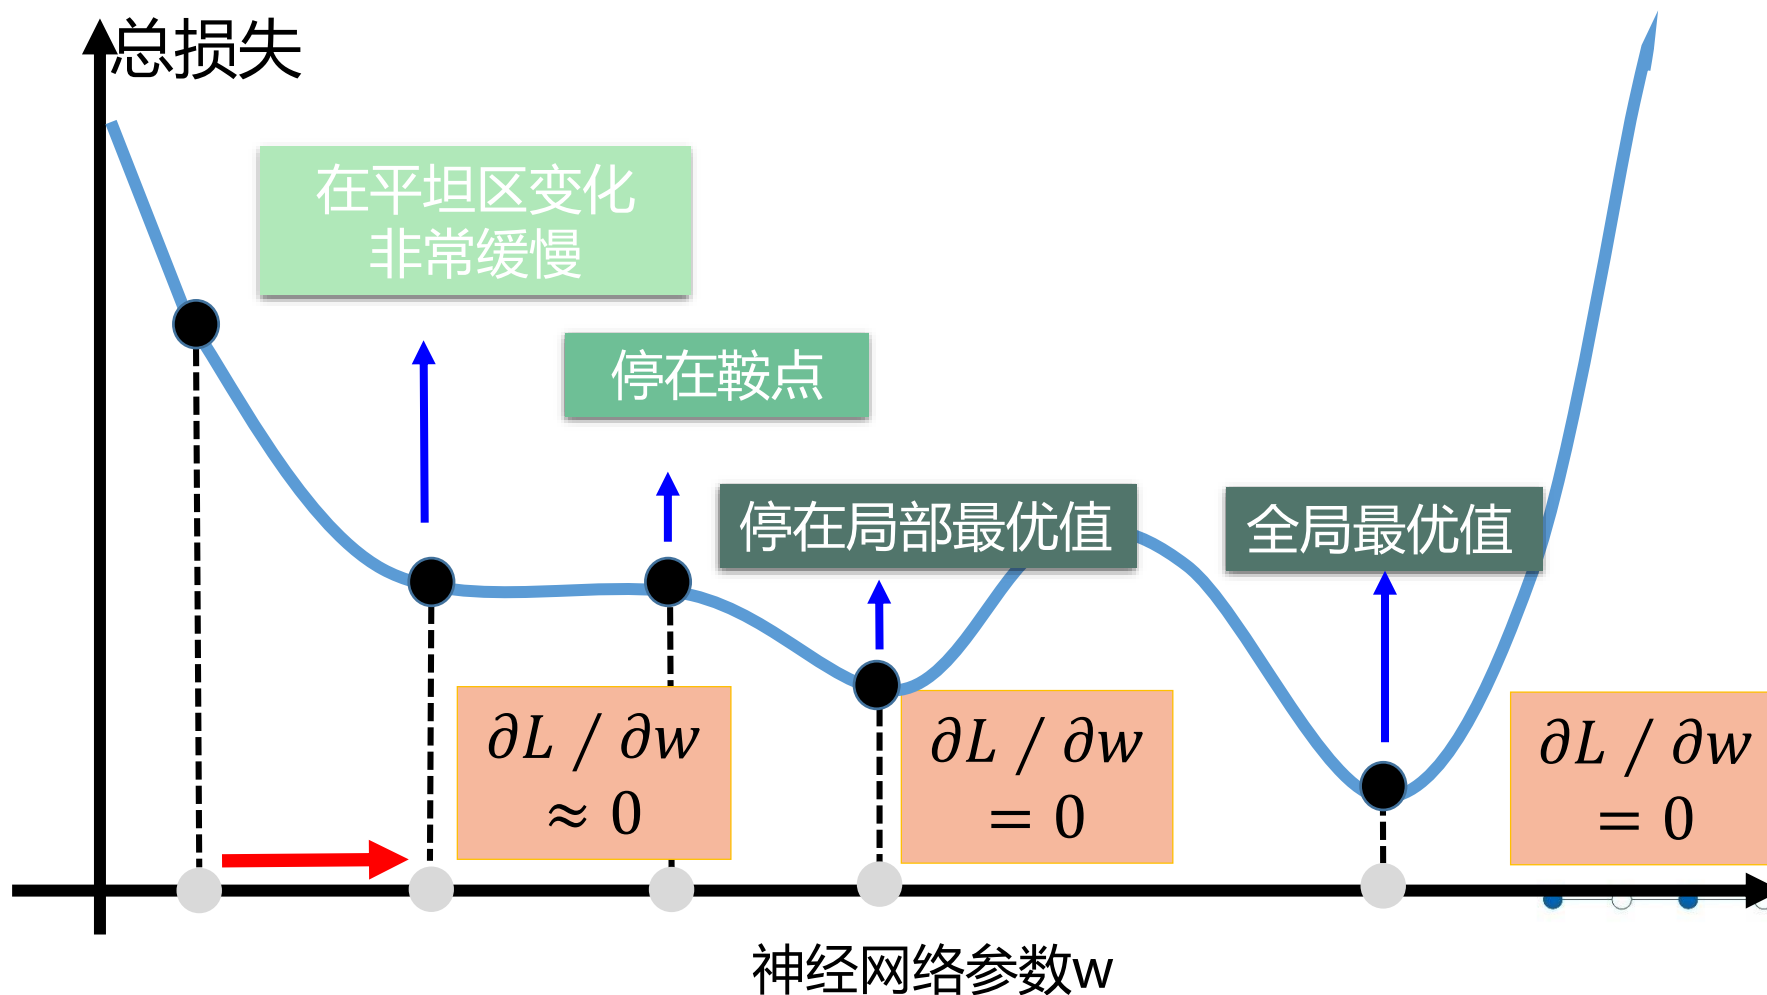 总损失
在平坦区变化
非常缓慢
停在鞍点
停在局部最优值
全局最优值
∂L / ∂w
≈ 0
∂L / ∂w
= 0
∂L / ∂w
= 0
神经网络参数w